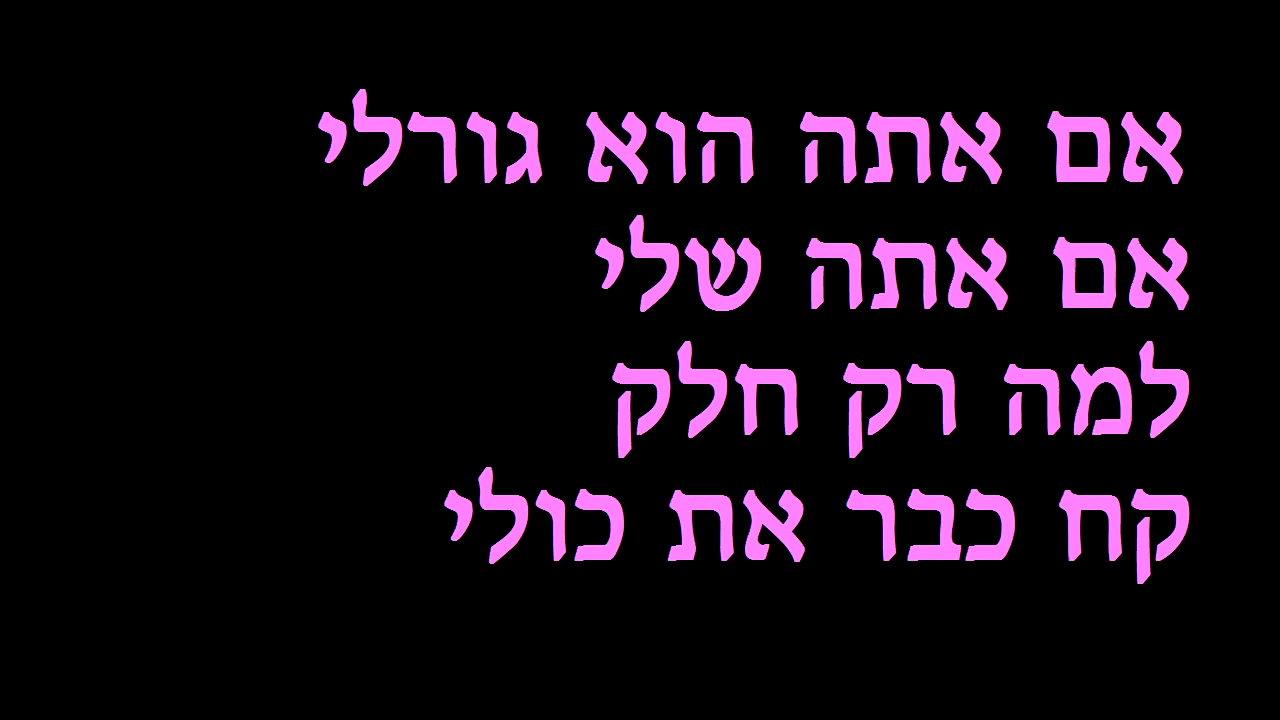 אם אתה הוא גורלי
אם אתה שלי
למה רק חלק
קח כבר את כולי